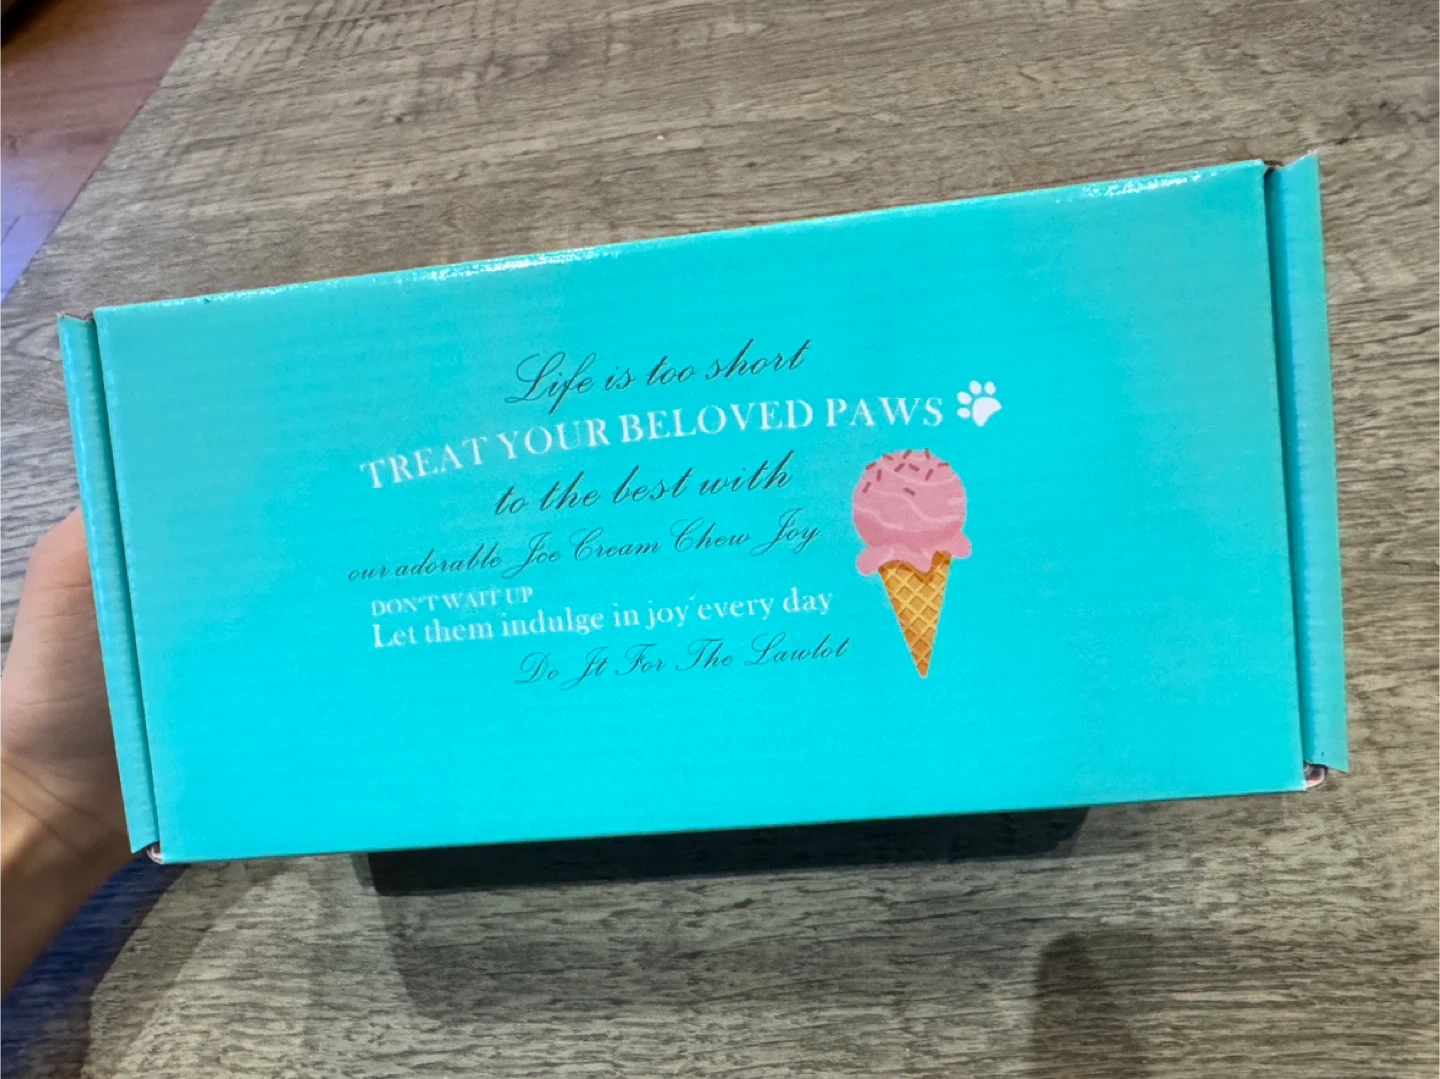 Life is too short
TREAT YOUR BELOVED PAWS
to the best with
our adorable Ice Cream Chew Joy
DON'T WAIT UP
Let them indulge in joy every day
Do It For The Lawlot